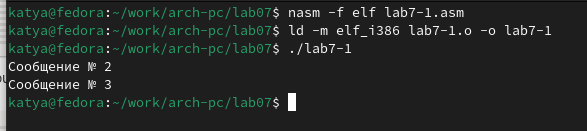 katya@fedora:~/work/arch-pc/lab07$ nasm -f elf lab7-1.asm
katya@fedora:~/work/arch-pc/lab07$ ld -m elf_i386 lab7-1.o -o lab7-1
katya@fedora:~/work/arch-pc/lab07$ ./lab7-1
Сообщение № 2
Сообщение № 3
katya@fedora:~/work/arch-pc/lab07$